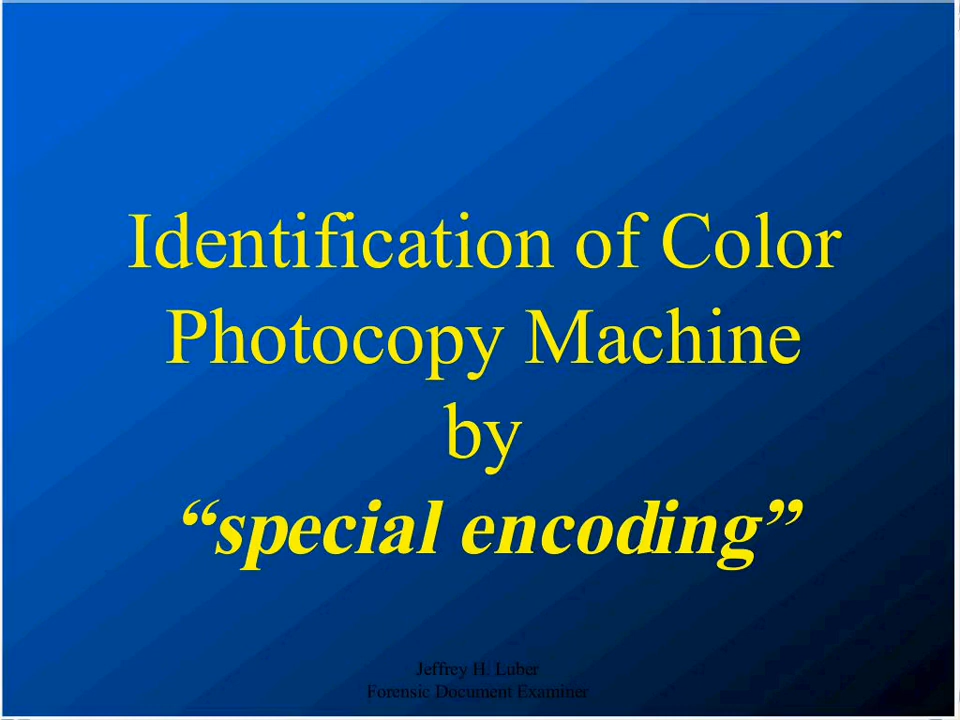 Identification of Color
Photocopy Machine
by
“special encoding”
Jeffrey H. Luber
Forensic Document Examiner